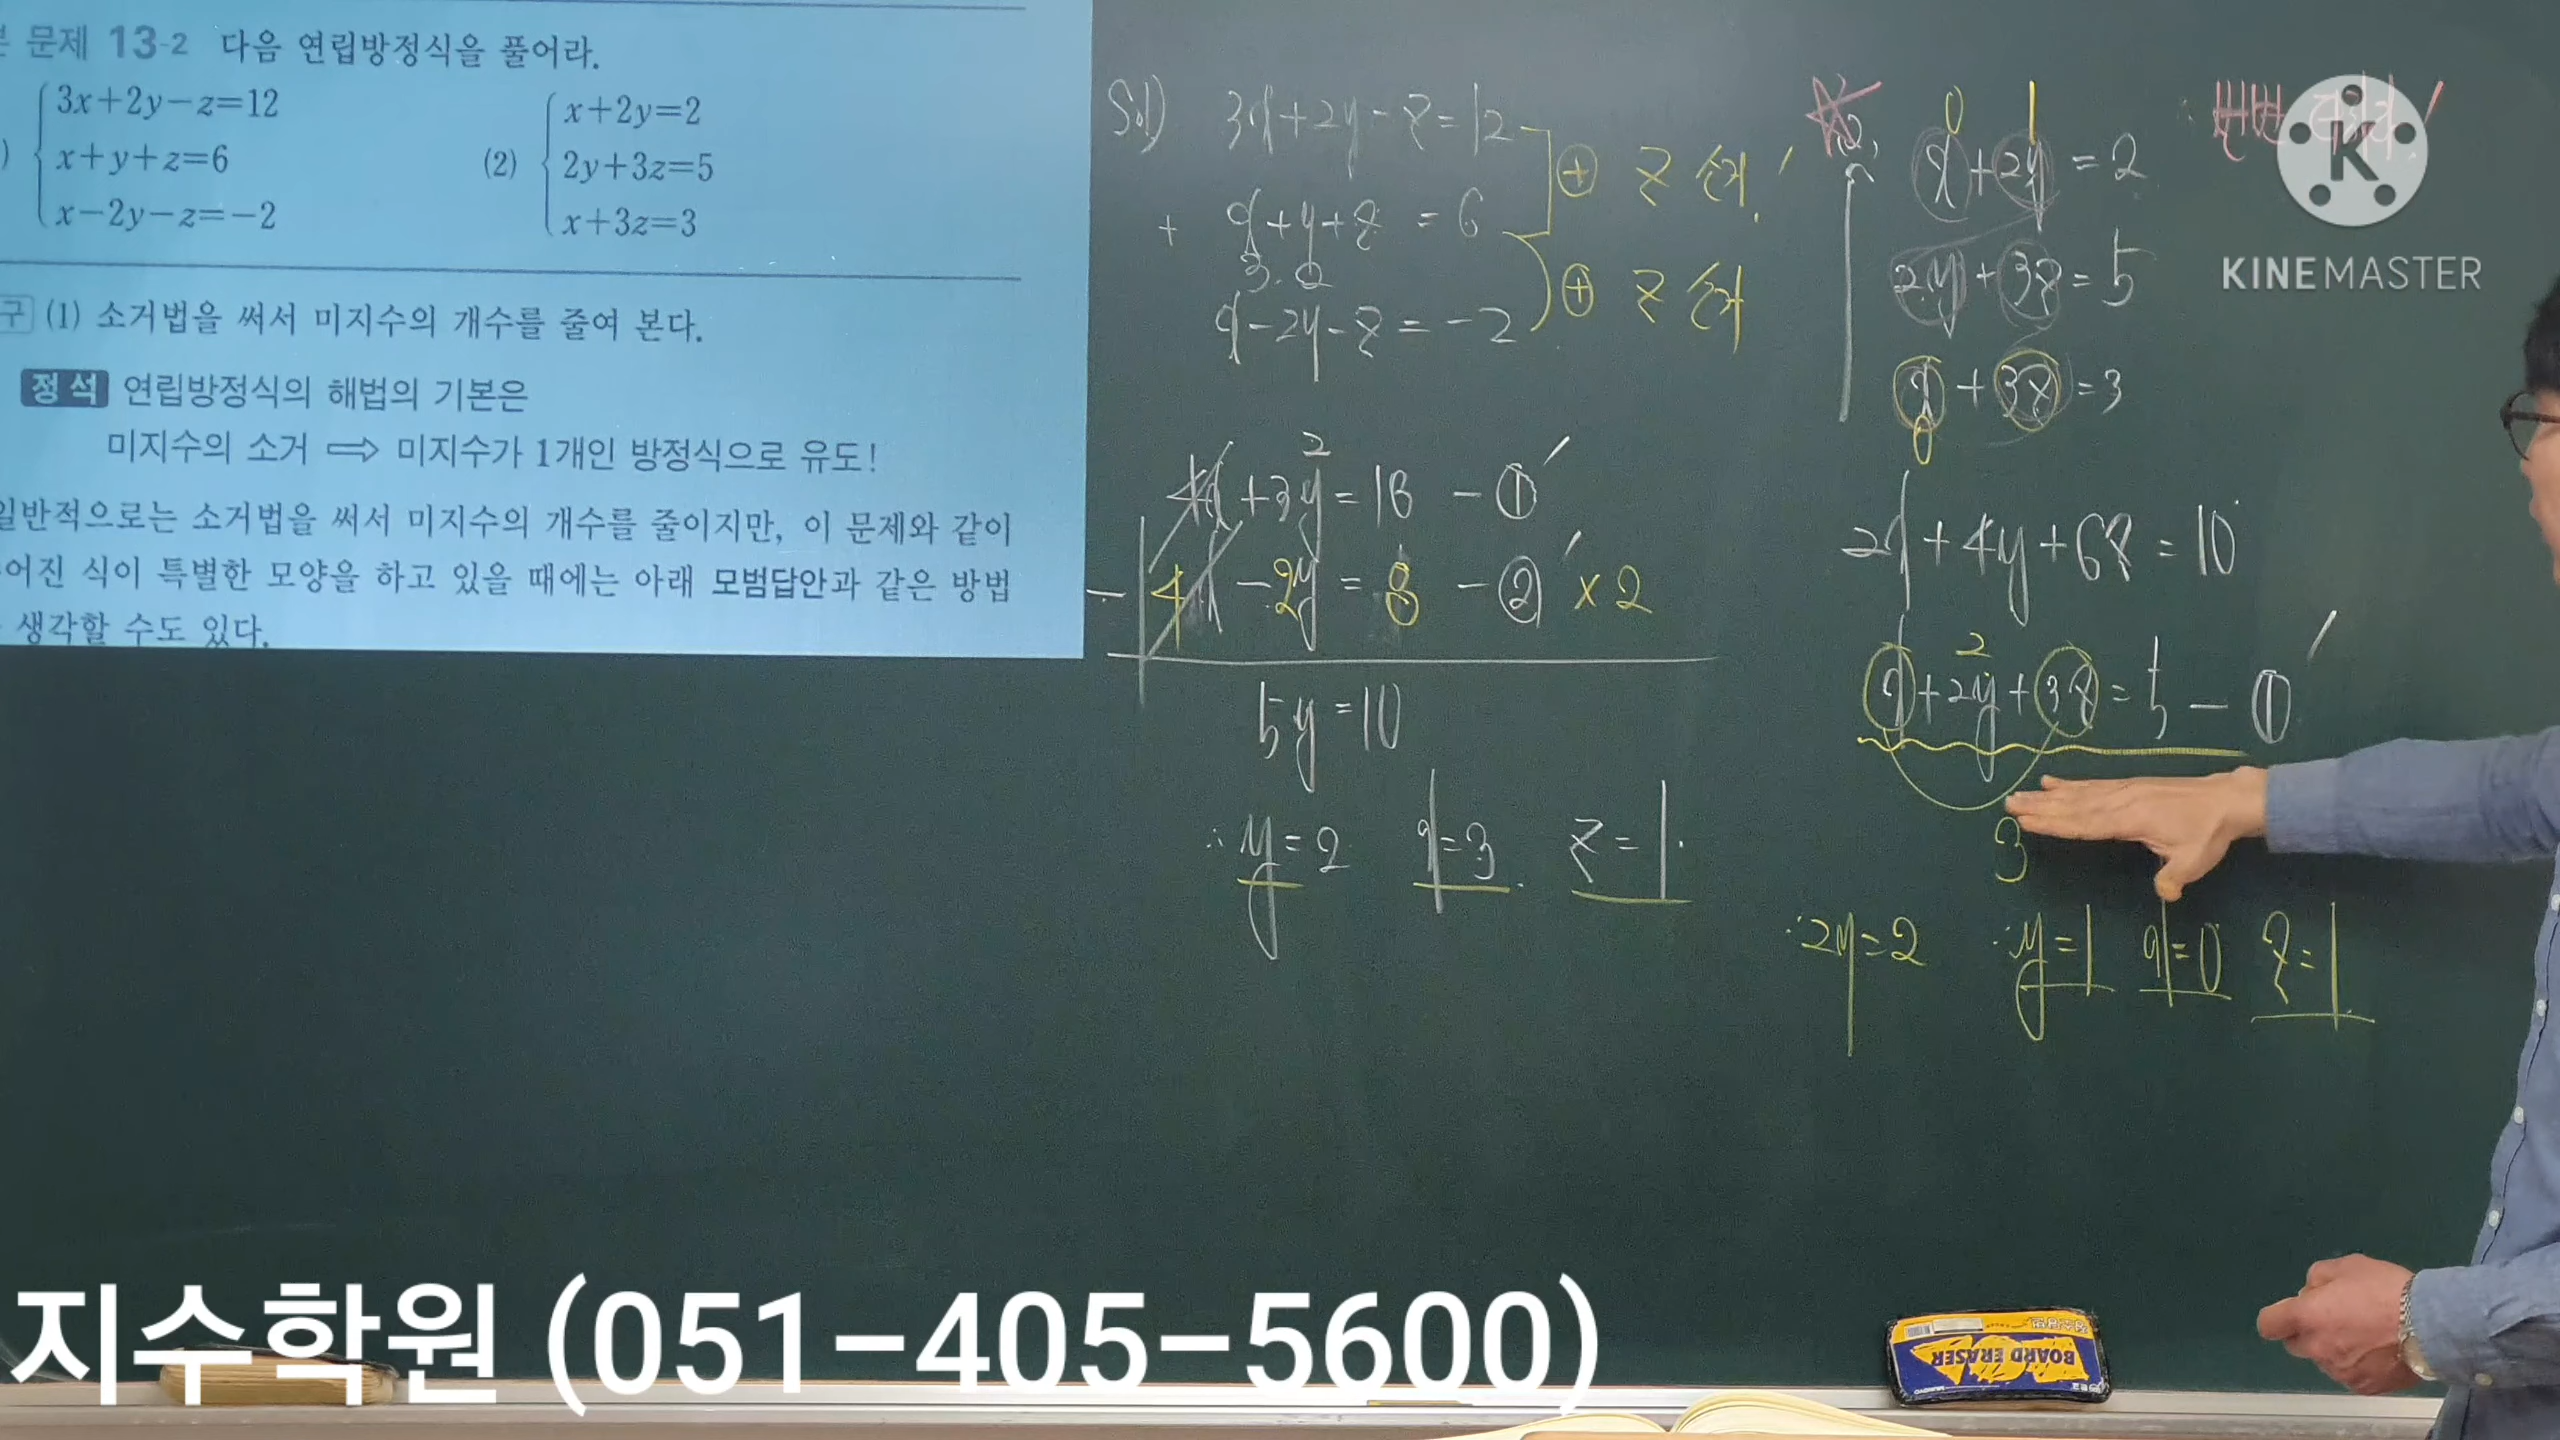 문제 13-2 다음 연립방정식을 풀어라.
3x+2y-z=12
x+y+z=6
x-2y-z=-2
(2)
x+2y=2
2y+3z=5
x+3z=3
구 (1) 소거법을 써서 미지수의 개수를 줄여 본다.
정석 연립방정식의 해법의 기본은
미지수의 소거 ⇨ 미지수가 1개인 방정식으로 유도!
일반적으로는 소거법을 써서 미지수의 개수를 줄이지만, 이 문제와 같이
어진 식이 특별한 모양을 하고 있을 때에는 아래 모범답안과 같은 방법
생각할 수도 있다.
Sol) 3x+2y-z=12
⊕ z 소거!
+ x+y+z=6
3. 2
⊕ z 소거
x-2y-z=-2
2
4x+3y=18 - ①′
- 4x-2y=8 - ②′ × 2
5y=10
∴ y=2 x=3 z=1
0 1
2) x+2y=2
2y+3z=5
x+3z=3
0
2x+4y+6z=10
2
x+2y+3z=5 - ①′
3
∴ 2y=2 ∴ y=1 x=0 z=1
K
KINEMASTER
BOARD ERASER
지수학원 (051-405-5600)